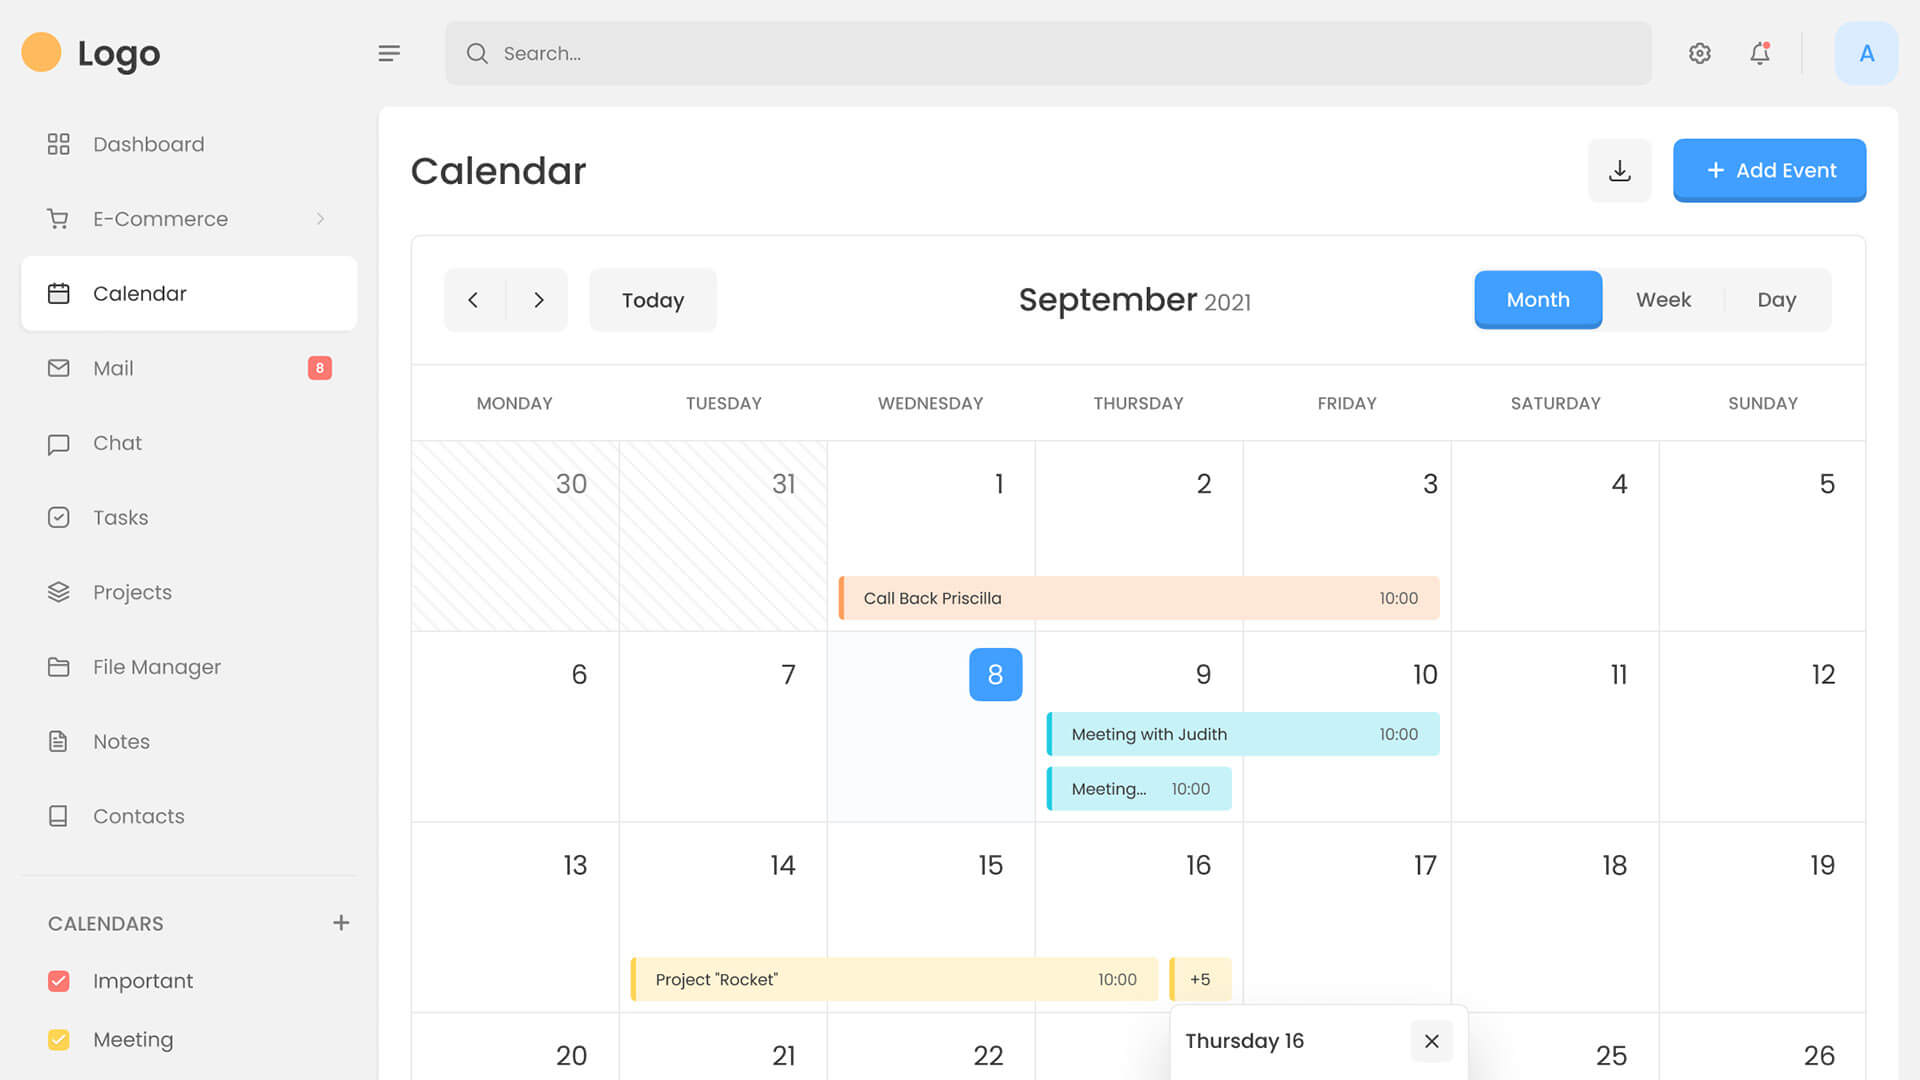 Logo
Search...
A
Dashboard
E-Commerce
Calendar
Mail 8
Chat
Tasks
Projects
File Manager
Notes
Contacts
CALENDARS
Important
Meeting
Calendar
Add Event
Today
September 2021
Month Week Day
MONDAY TUESDAY WEDNESDAY THURSDAY FRIDAY SATURDAY SUNDAY
30 31 1 2 3 4 5
Call Back Priscilla 10:00
6 7 8 9 10 11 12
Meeting with Judith 10:00
Meeting... 10:00
13 14 15 16 17 18 19
Project "Rocket" 10:00 +5
Thursday 16
20 21 22 25 26